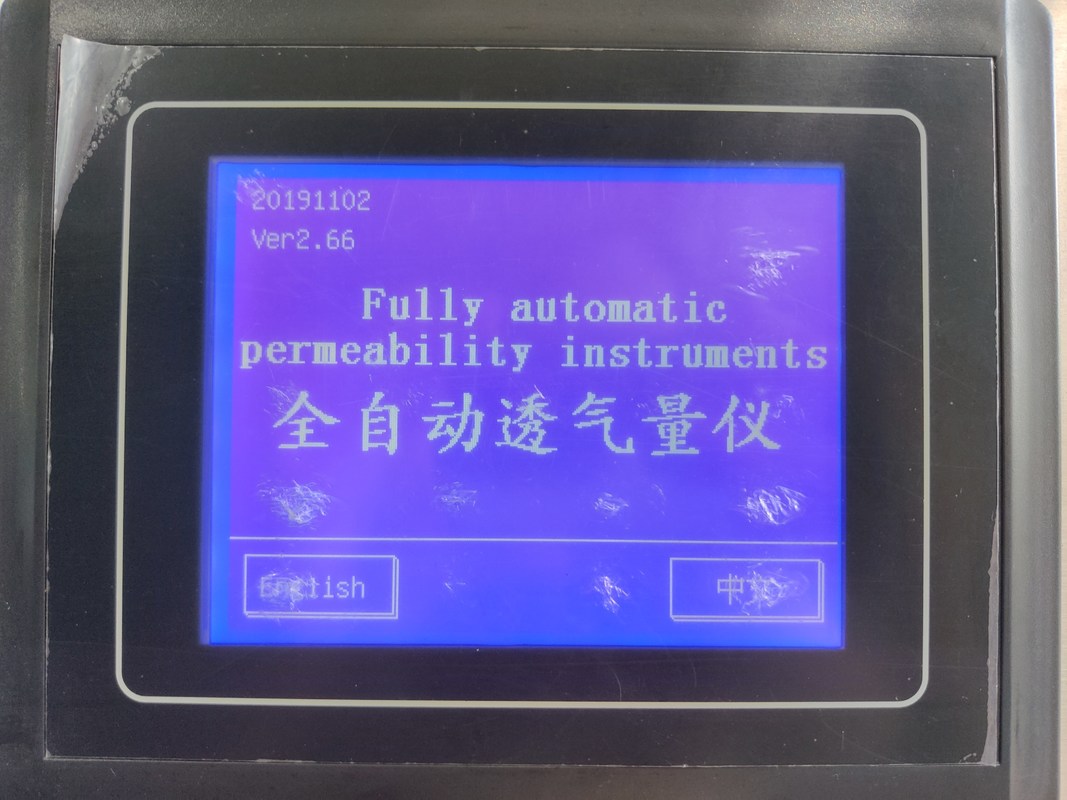 20191102
Ver2.66
Fully automatic
permeability instruments
全自动透气量仪
English
中文